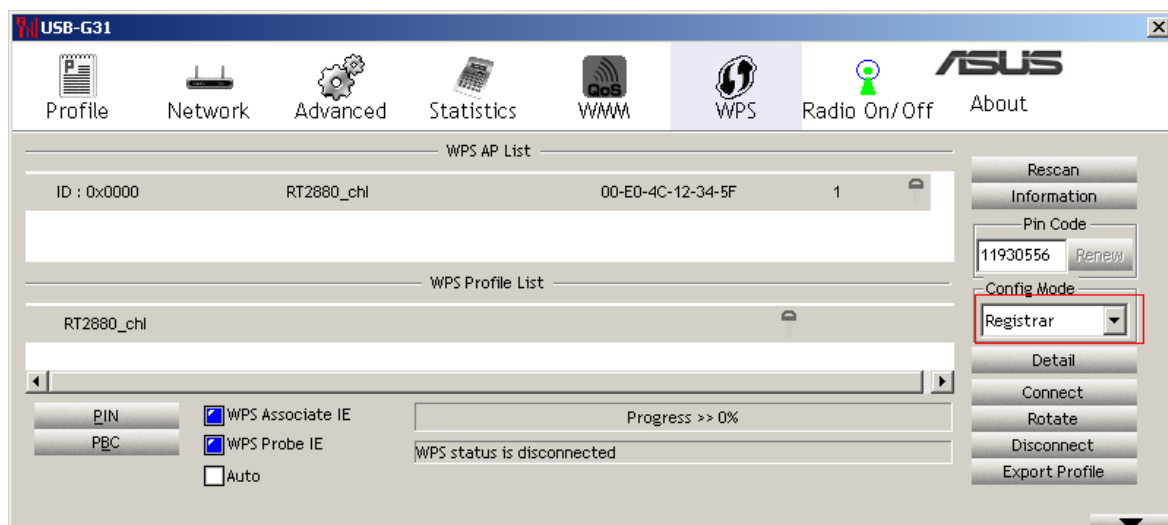 USB-G31
Profile Network Advanced Statistics WMM WPS Radio On/Off About
P
QoS
ASUS
WPS AP List
ID : 0x0000 RT2880_chl 00-E0-4C-12-34-5F 1
WPS Profile List
RT2880_chl
PIN
PBC
WPS Associate IE
WPS Probe IE
Auto
Progress >> 0%
WPS status is disconnected
Rescan
Information
Pin Code
11930556 Renew
Config Mode
Registrar
Detail
Connect
Rotate
Disconnect
Export Profile